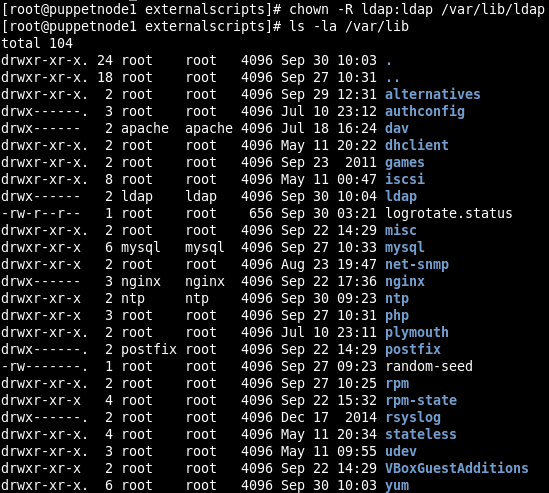 [root@puppetnode1 externalscripts]# chown -R ldap:ldap /var/lib/ldap
[root@puppetnode1 externalscripts]# ls -la /var/lib
total 104
drwxr-xr-x. 24 root    root    4096 Sep 30 10:03 .
drwxr-xr-x. 18 root    root    4096 Sep 27 10:31 ..
drwxr-xr-x.  2 root    root    4096 Sep 29 12:31 alternatives
drwx------.  3 root    root    4096 Jul 10 23:12 authconfig
drwx------   2 apache  apache 4096 Jul 18 16:24 dav
drwxr-xr-x.  2 root    root    4096 May 11 20:22 dhclient
drwxr-xr-x.  2 root    root    4096 Sep 23  2011 games
drwxr-xr-x.  8 root    root    4096 May 11 00:47 iscsi
drwx------   2 ldap    ldap    4096 Sep 30 10:04 ldap
-rw-r--r--   1 root    root     656 Sep 30 03:21 logrotate.status
drwxr-xr-x.  2 root    root    4096 Sep 22 14:29 misc
drwxr-xr-x   6 mysql   mysql   4096 Sep 27 10:33 mysql
drwxr-xr-x   2 root    root    4096 Aug 23 19:47 net-snmp
drwx------   3 nginx   nginx   4096 Sep 22 17:36 nginx
drwxr-xr-x   2 ntp     ntp     4096 Sep 30 09:23 ntp
drwxr-xr-x   3 root    root    4096 Sep 27 10:31 php
drwxr-xr-x.  2 root    root    4096 Jul 10 23:11 plymouth
drwx------.  2 postfix root    4096 Sep 22 14:29 postfix
-rw-------.  1 root    root    4096 Sep 27 09:23 random-seed
drwxr-xr-x.  2 root    root    4096 Sep 27 10:25 rpm
drwxr-xr-x   4 root    root    4096 Sep 22 15:32 rpm-state
drwx------.  2 root    root    4096 Dec 17  2014 rsyslog
drwxr-xr-x.  4 root    root    4096 May 11 20:34 stateless
drwxr-xr-x.  3 root    root    4096 May 11 09:55 udev
drwxr-xr-x   2 root    root    4096 Sep 22 14:29 VBoxGuestAdditions
drwxr-xr-x.  6 root    root    4096 Sep 30 10:03 yum